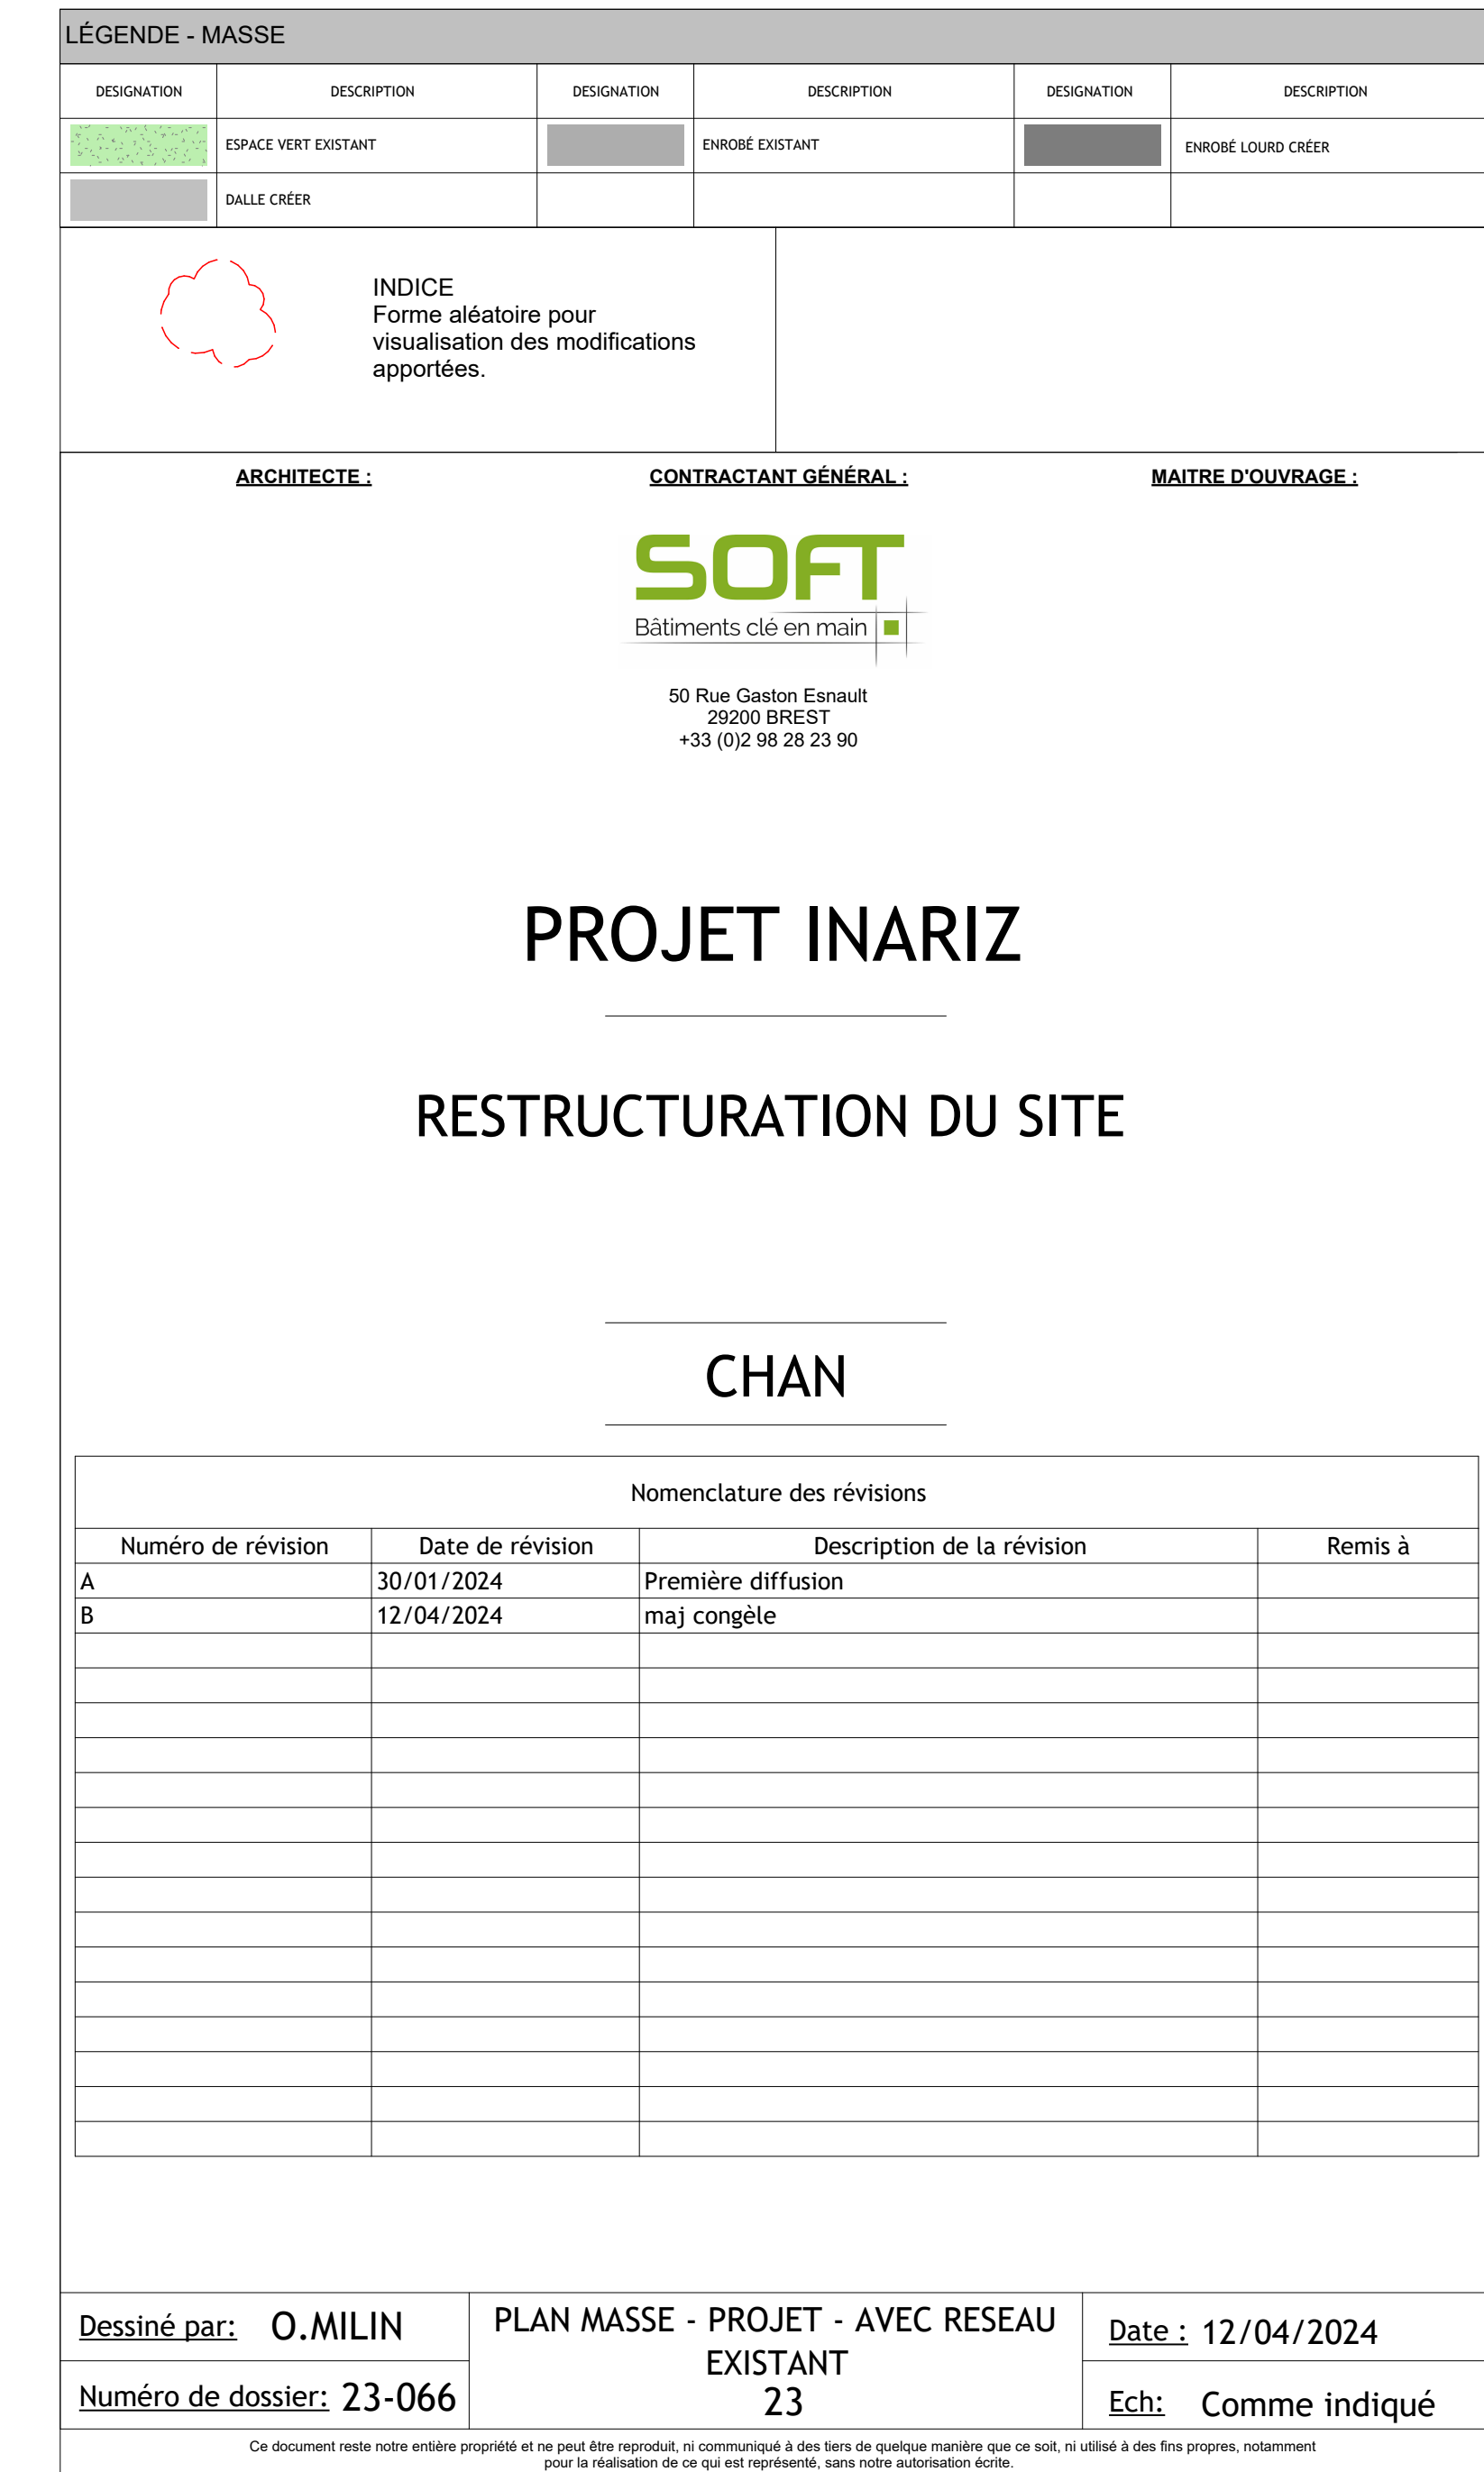 LÉGENDE - MASSE
DESIGNATION DESCRIPTION DESIGNATION DESCRIPTION DESIGNATION DESCRIPTION
ESPACE VERT EXISTANT ENROBÉ EXISTANT ENROBÉ LOURD CRÉER
DALLE CRÉER
INDICE
Forme aléatoire pour
visualisation des modifications
apportées.
ARCHITECTE : CONTRACTANT GÉNÉRAL : MAITRE D'OUVRAGE :
SOFT
Bâtiments clé en main
50 Rue Gaston Esnault
29200 BREST
+33 (0)2 98 28 23 90
PROJET INARIZ
RESTRUCTURATION DU SITE
CHAN
Nomenclature des révisions
Numéro de révision Date de révision Description de la révision Remis à
A 30/01/2024 Première diffusion
B 12/04/2024 maj congèle
Dessiné par: O.MILIN
Numéro de dossier: 23-066
PLAN MASSE - PROJET - AVEC RESEAU
EXISTANT
23
Date : 12/04/2024
Ech: Comme indiqué
Ce document reste notre entière propriété et ne peut être reproduit, ni communiqué à des tiers de quelque manière que ce soit, ni utilisé à des fins propres, notamment
pour la réalisation de ce qui est représenté, sans notre autorisation écrite.